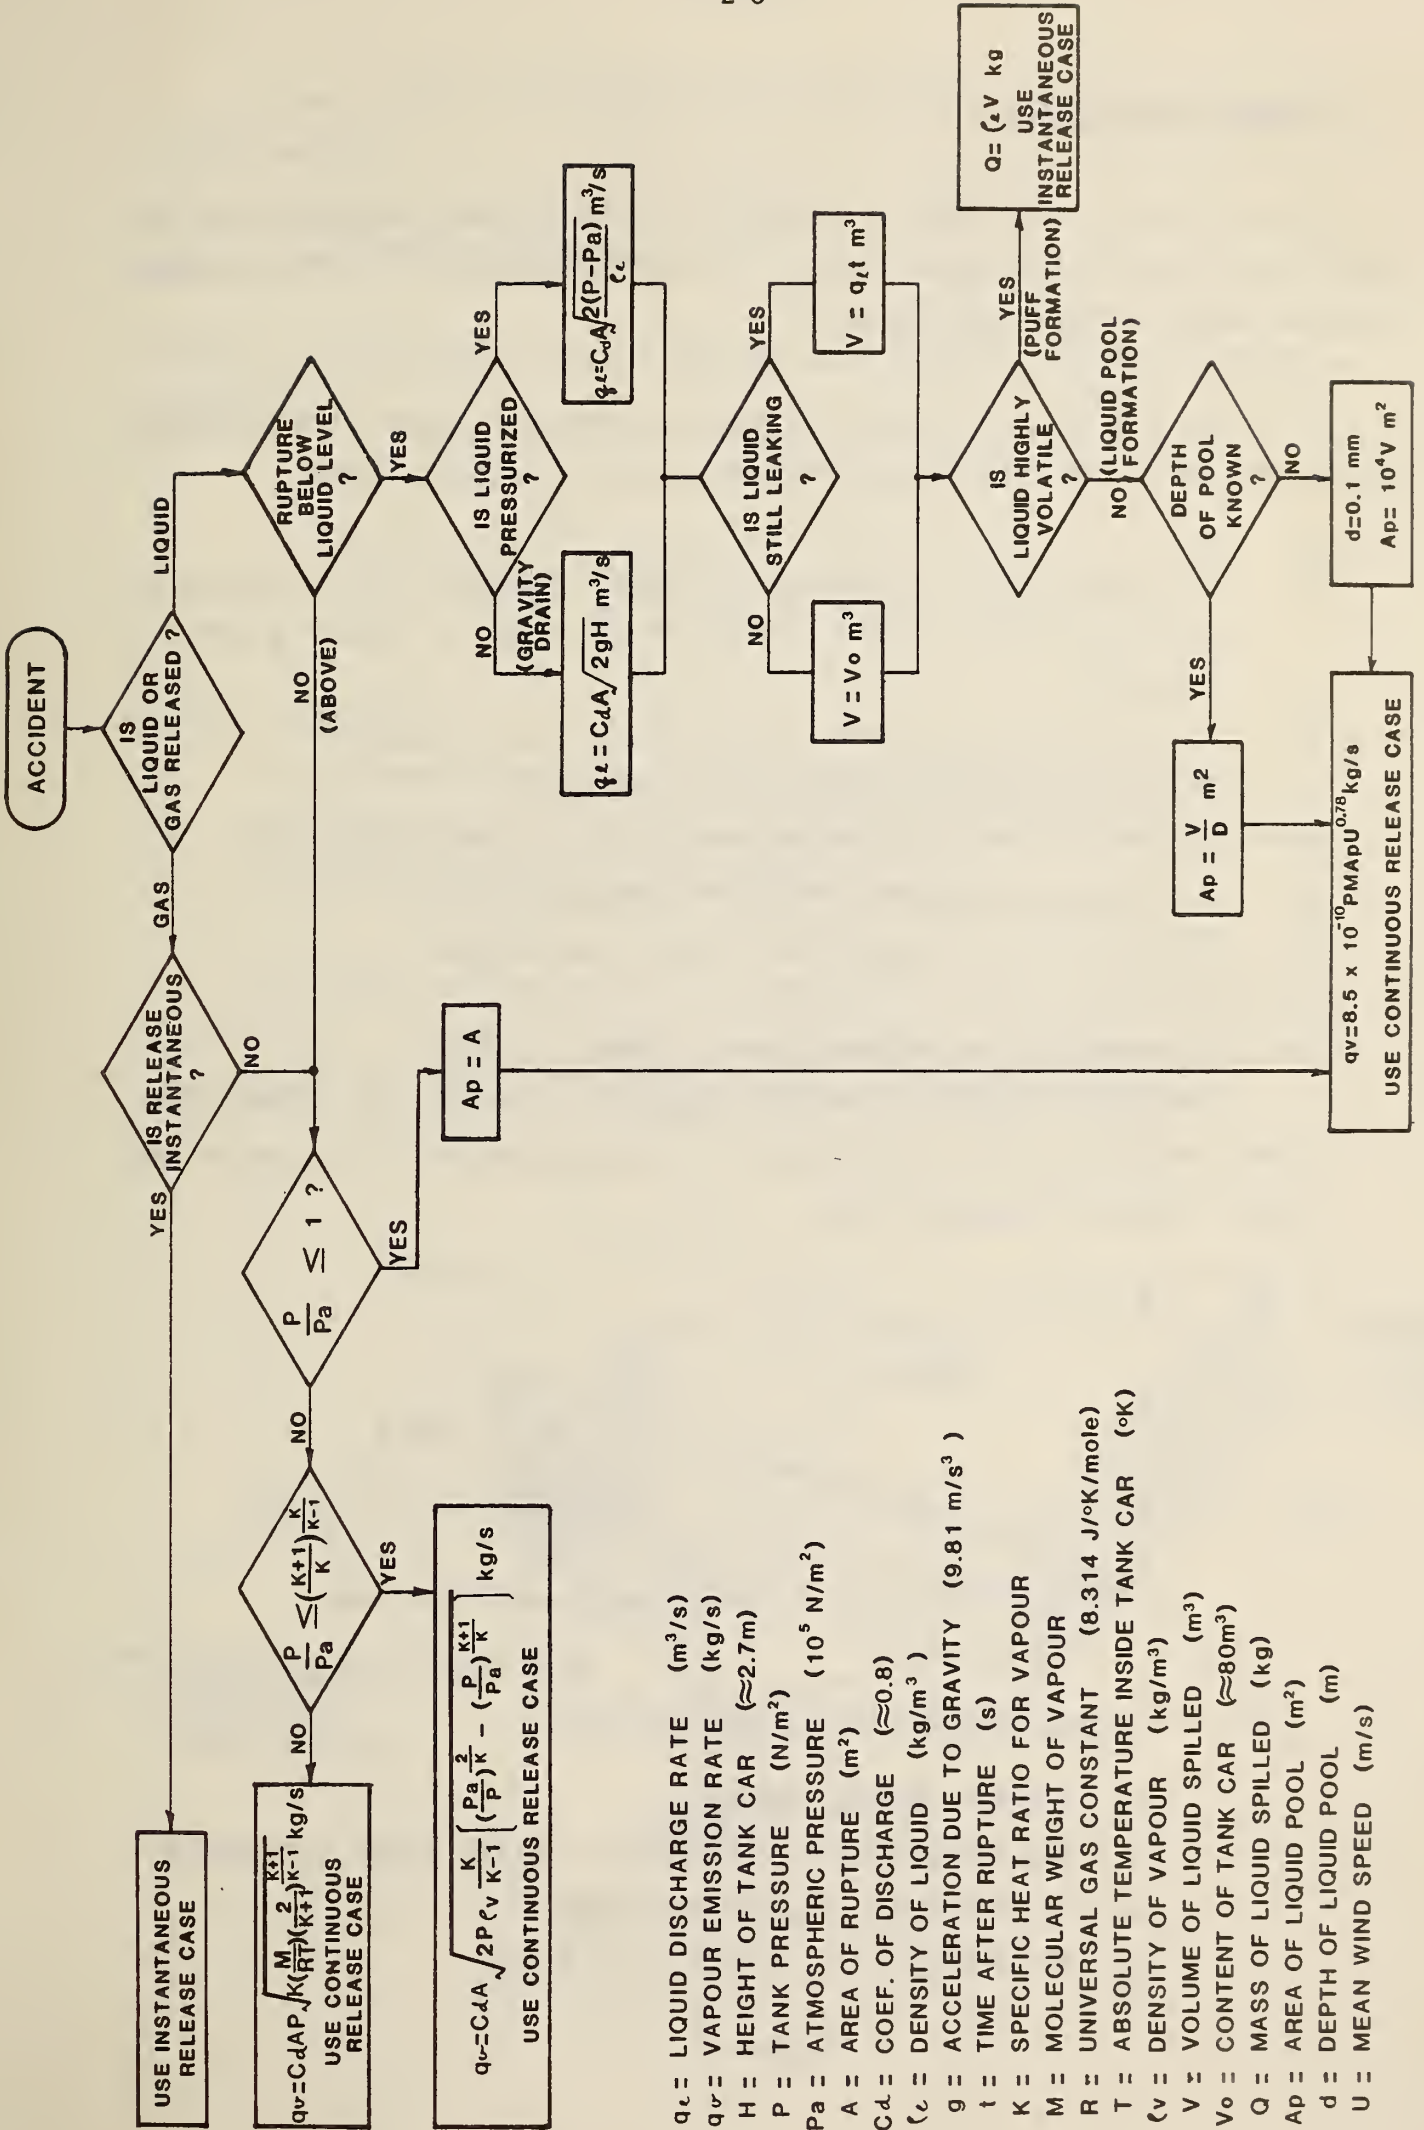 ACCIDENT
IS
LIQUID OR
GAS RELEASED ?
LIQUID
GAS
IS RELEASE
INSTANTANEOUS
?
YES
NO
USE INSTANTANEOUS
RELEASE CASE
RUPTURE
BELOW
LIQUID LEVEL
?
NO
(ABOVE)
YES
P/Pa ≤ 1 ?
NO
YES
Ap = A
P/Pa ≤ (K+1/K)^K/K-1
NO
YES
qv=CdAP√K(M/RT)(2/K+1)^K+1/K-1 kg/s
USE CONTINUOUS
RELEASE CASE
qv=CdA√2Pρv K/K-1 [(Pa/P)^2/K - (P/Pa)^K+1/K] kg/s
USE CONTINUOUS RELEASE CASE
IS LIQUID
PRESSURIZED
?
NO
(GRAVITY
DRAIN)
YES
qℓ = CdA√2gH m³/s
qℓ=CdA√2(P-Pa)/ρℓ m³/s
IS LIQUID
STILL LEAKING
?
NO
YES
V = Vo m³
V = qℓt m³
IS
LIQUID HIGHLY
VOLATILE
?
YES
(PUFF
FORMATION)
Q= ρℓV kg
USE
INSTANTANEOUS
RELEASE CASE
NO
(LIQUID POOL
FORMATION)
DEPTH
OF POOL
KNOWN
?
YES
NO
Ap = V/D m²
d=0.1 mm
Ap= 10⁴V m²
qv=8.5 x 10⁻¹⁰PMApU^0.78 kg/s
USE CONTINUOUS RELEASE CASE
qℓ = LIQUID DISCHARGE RATE (m³/s)
qv = VAPOUR EMISSION RATE (kg/s)
H = HEIGHT OF TANK CAR (≈2.7m)
P = TANK PRESSURE (N/m²)
Pa = ATMOSPHERIC PRESSURE (10⁵ N/m²)
A = AREA OF RUPTURE (m²)
Cd = COEF. OF DISCHARGE (≈0.8)
ρℓ = DENSITY OF LIQUID (kg/m³)
g = ACCELERATION DUE TO GRAVITY (9.81 m/s³)
t = TIME AFTER RUPTURE (s)
K = SPECIFIC HEAT RATIO FOR VAPOUR
M = MOLECULAR WEIGHT OF VAPOUR
R = UNIVERSAL GAS CONSTANT (8.314 J/°K/mole)
T = ABSOLUTE TEMPERATURE INSIDE TANK CAR (°K)
ρv = DENSITY OF VAPOUR (kg/m³)
V = VOLUME OF LIQUID SPILLED (m³)
Vo = CONTENT OF TANK CAR (≈80m³)
Q = MASS OF LIQUID SPILLED (kg)
Ap = AREA OF LIQUID POOL (m²)
d = DEPTH OF LIQUID POOL (m)
U = MEAN WIND SPEED (m/s)